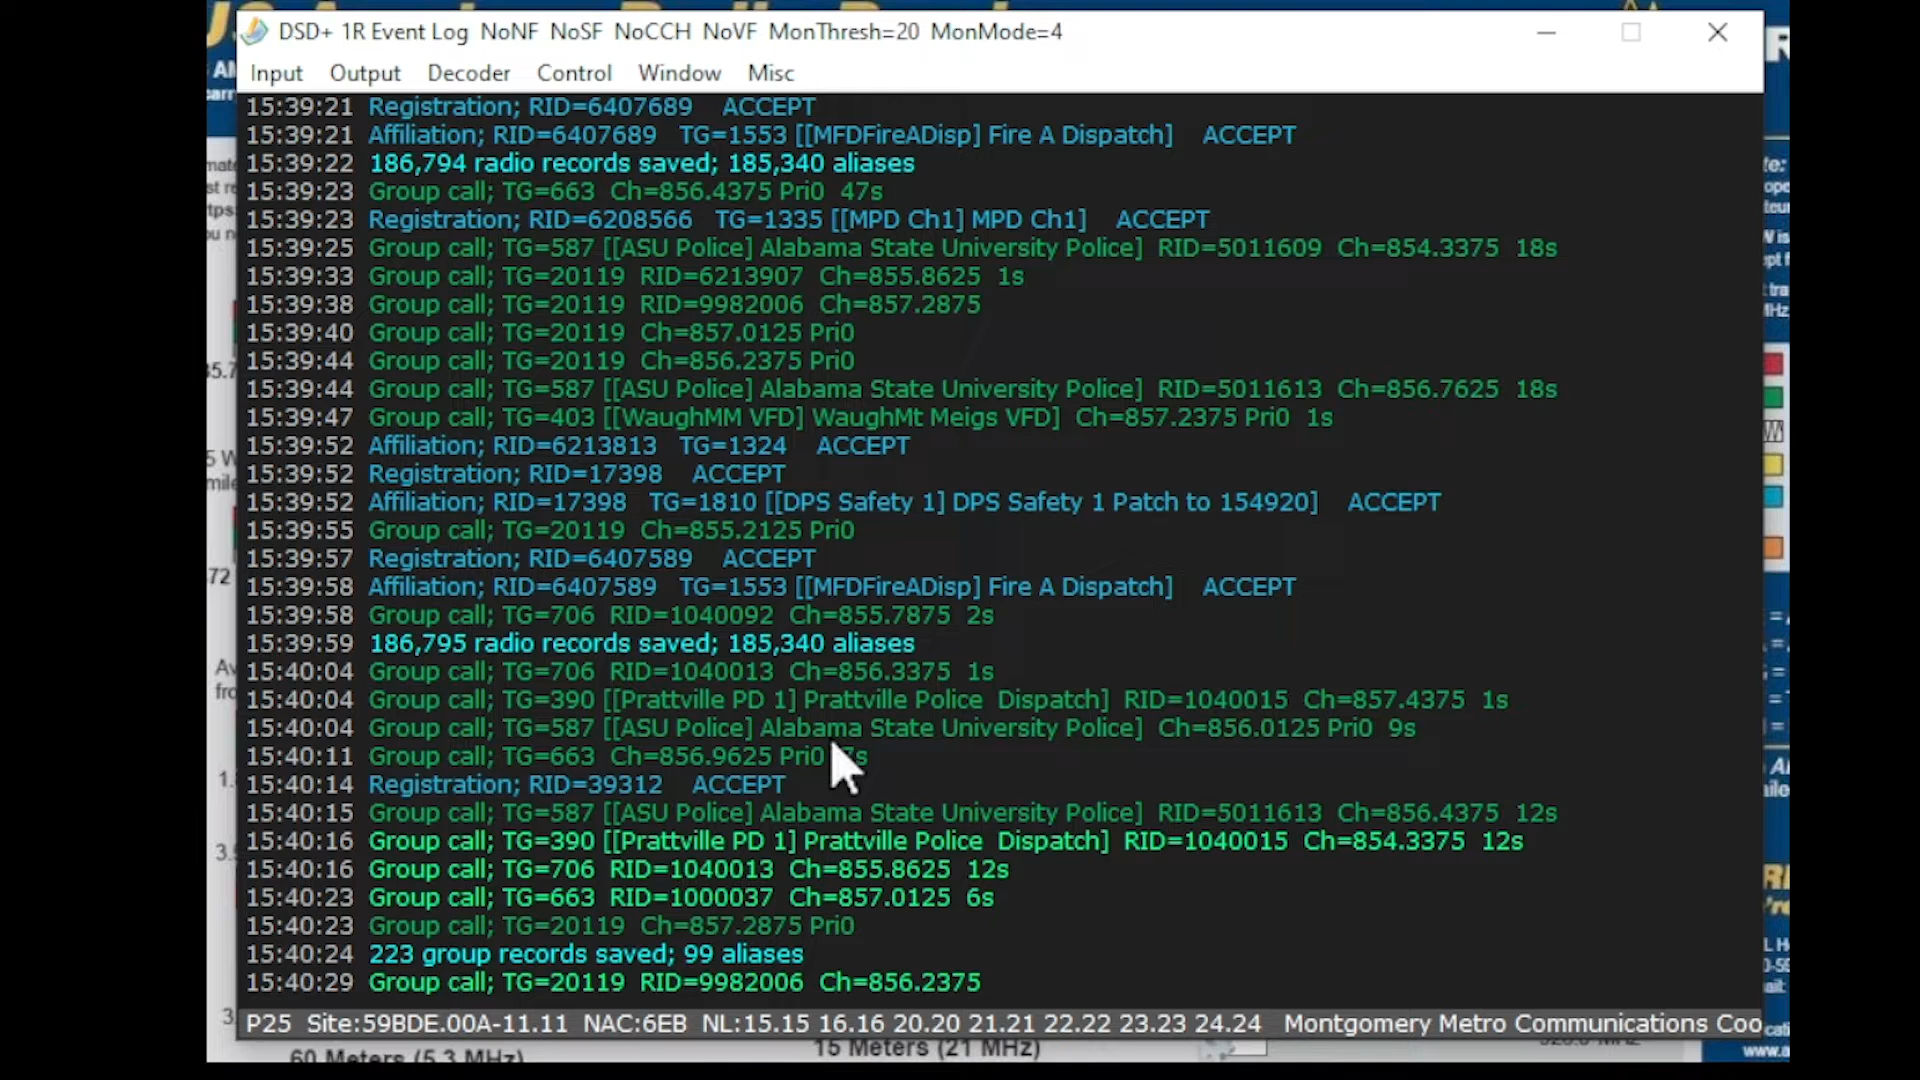 DSD+ 1R Event Log NoNF NoSF NoCCH NoVF MonThresh=20 MonMode=4
Input Output Decoder Control Window Misc
15:39:21 Registration; RID=6407689 ACCEPT
15:39:21 Affiliation; RID=6407689 TG=1553 [[MFDFireADisp] Fire A Dispatch] ACCEPT
15:39:22 186,794 radio records saved; 185,340 aliases
15:39:23 Group call; TG=663 Ch=856.4375 Pri0 47s
15:39:23 Registration; RID=6208566 TG=1335 [[MPD Ch1] MPD Ch1] ACCEPT
15:39:25 Group call; TG=587 [[ASU Police] Alabama State University Police] RID=5011609 Ch=854.3375 18s
15:39:33 Group call; TG=20119 RID=6213907 Ch=855.8625 1s
15:39:38 Group call; TG=20119 RID=9982006 Ch=857.2875
15:39:40 Group call; TG=20119 Ch=857.0125 Pri0
15:39:44 Group call; TG=20119 Ch=856.2375 Pri0
15:39:44 Group call; TG=587 [[ASU Police] Alabama State University Police] RID=5011613 Ch=856.7625 18s
15:39:47 Group call; TG=403 [[WaughMM VFD] WaughMt Meigs VFD] Ch=857.2375 Pri0 1s
15:39:52 Affiliation; RID=6213813 TG=1324 ACCEPT
15:39:52 Registration; RID=17398 ACCEPT
15:39:52 Affiliation; RID=17398 TG=1810 [[DPS Safety 1] DPS Safety 1 Patch to 154920] ACCEPT
15:39:55 Group call; TG=20119 Ch=855.2125 Pri0
15:39:57 Registration; RID=6407589 ACCEPT
15:39:58 Affiliation; RID=6407589 TG=1553 [[MFDFireADisp] Fire A Dispatch] ACCEPT
15:39:58 Group call; TG=706 RID=1040092 Ch=855.7875 2s
15:39:59 186,795 radio records saved; 185,340 aliases
15:40:04 Group call; TG=706 RID=1040013 Ch=856.3375 1s
15:40:04 Group call; TG=390 [[Prattville PD 1] Prattville Police Dispatch] RID=1040015 Ch=857.4375 1s
15:40:04 Group call; TG=587 [[ASU Police] Alabama State University Police] Ch=856.0125 Pri0 9s
15:40:11 Group call; TG=663 Ch=856.9625 Pri0
15:40:14 Registration; RID=39312 ACCEPT
15:40:15 Group call; TG=587 [[ASU Police] Alabama State University Police] RID=5011613 Ch=856.4375 12s
15:40:16 Group call; TG=390 [[Prattville PD 1] Prattville Police Dispatch] RID=1040015 Ch=854.3375 12s
15:40:16 Group call; TG=706 RID=1040013 Ch=855.8625 12s
15:40:23 Group call; TG=663 RID=1000037 Ch=857.0125 6s
15:40:23 Group call; TG=20119 Ch=857.2875 Pri0
15:40:24 223 group records saved; 99 aliases
15:40:29 Group call; TG=20119 RID=9982006 Ch=856.2375
P25 Site:59BDE.00A-11.11 NAC:6EB NL:15.15 16.16 20.20 21.21 22.22 23.23 24.24 Montgomery Metro Communications Coo
60 Meters (5.3 MHz)
15 Meters (21 MHz)